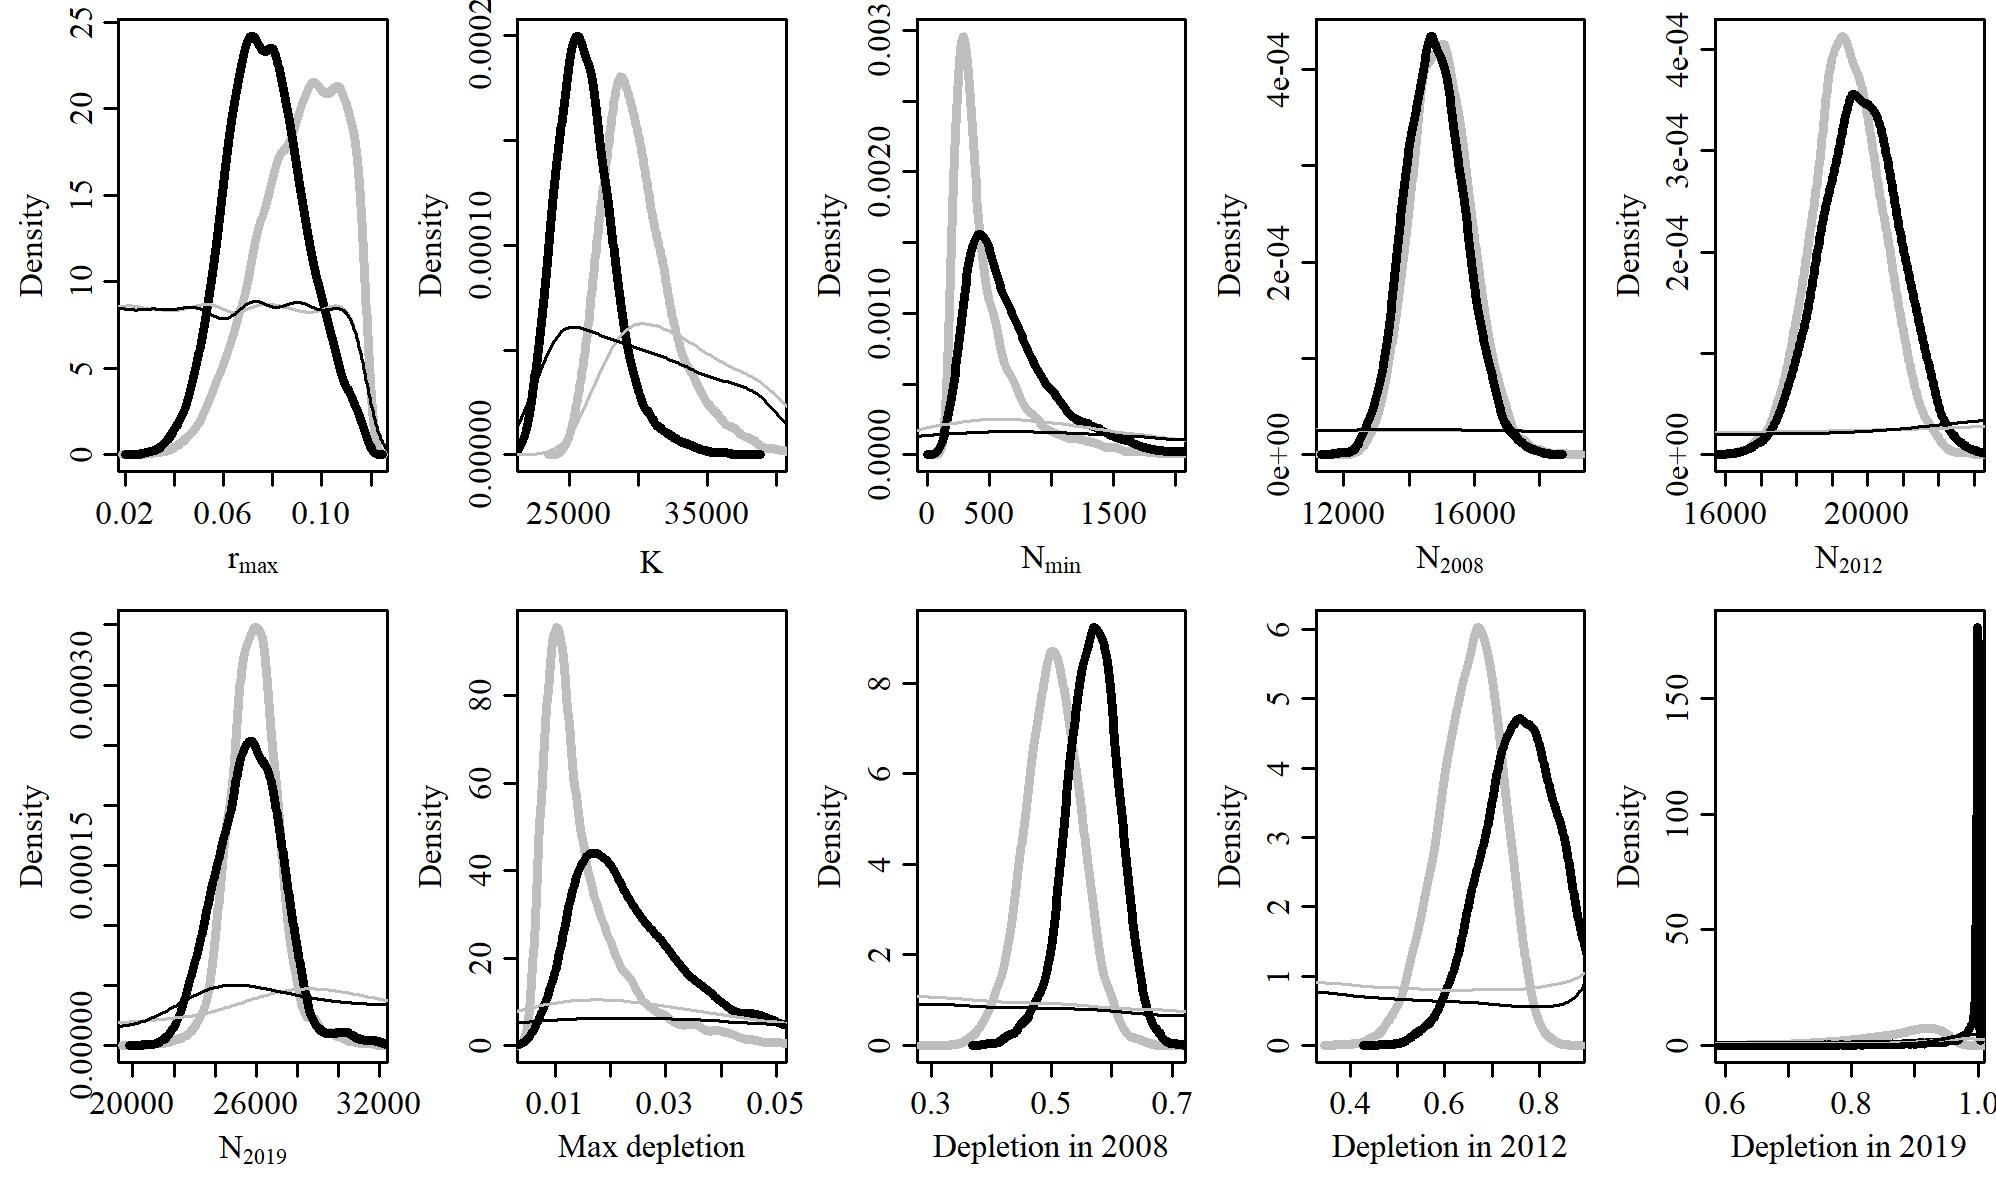 Density
0 5 10 15 20 25
0.02 0.06 0.10
rmax
Density
0.00000 0.00010 0.0002
25000 35000
K
Density
0.0000 0.0010 0.0020 0.003
0 500 1500
Nmin
Density
0e+00 2e-04 4e-04
12000 16000
N2008
Density
0e+00 2e-04 3e-04 4e-04
16000 20000
N2012
Density
0.00000 0.00015 0.00030
20000 26000 32000
N2019
Density
0 20 40 60 80
0.01 0.03 0.05
Max depletion
Density
0 2 4 6 8
0.3 0.5 0.7
Depletion in 2008
Density
0 1 2 3 4 5 6
0.4 0.6 0.8
Depletion in 2012
Density
0 50 100 150
0.6 0.8 1.0
Depletion in 2019